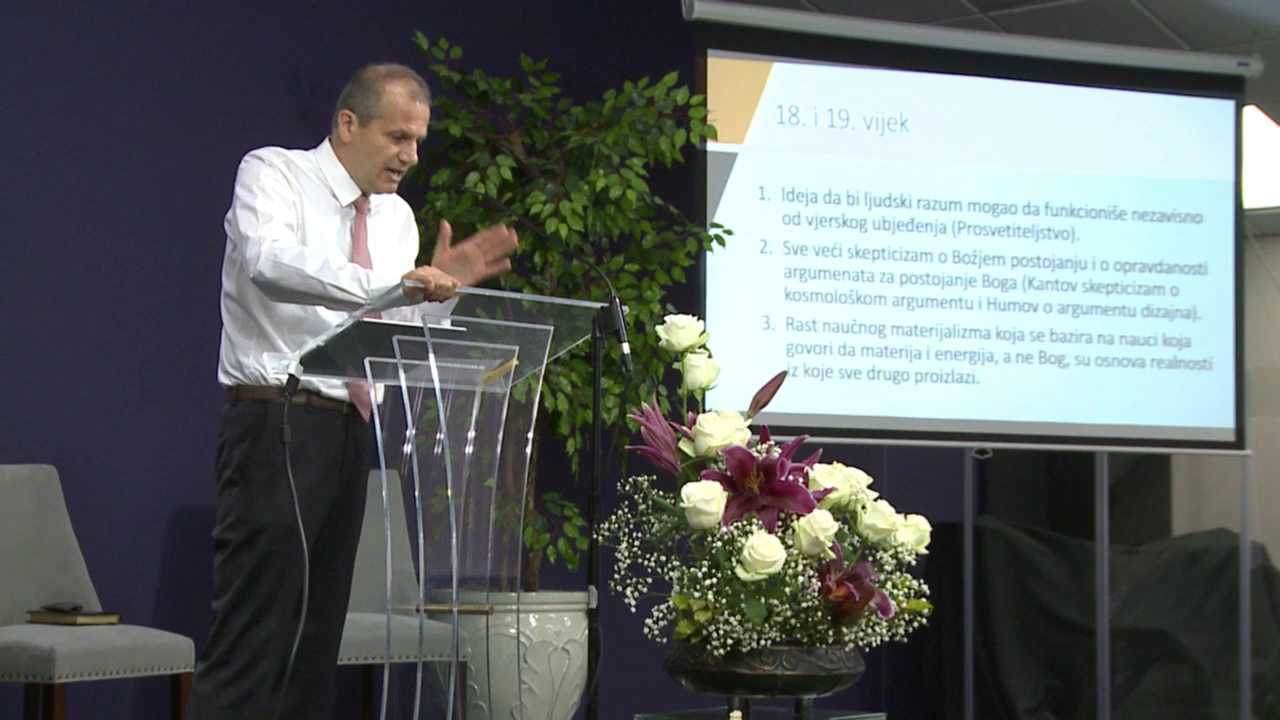 18. i 19. vijek
1. Ideja da bi ljudski razum mogao da funkcioniše nezavisno
od vjerskog ubjeđenja (Prosvetiteljstvo).
2. Sve veći skepticizam o Božjem postojanju i o opravdanosti
argumenata za postojanje Boga (Kantov skepticizam o
kosmološkom argumentu i Humov o argumentu dizajna).
3. Rast naučnog materijalizma koja se bazira na nauci koja
govori da materija i energija, a ne Bog, su osnova realnosti
iz koje sve drugo proizlazi.